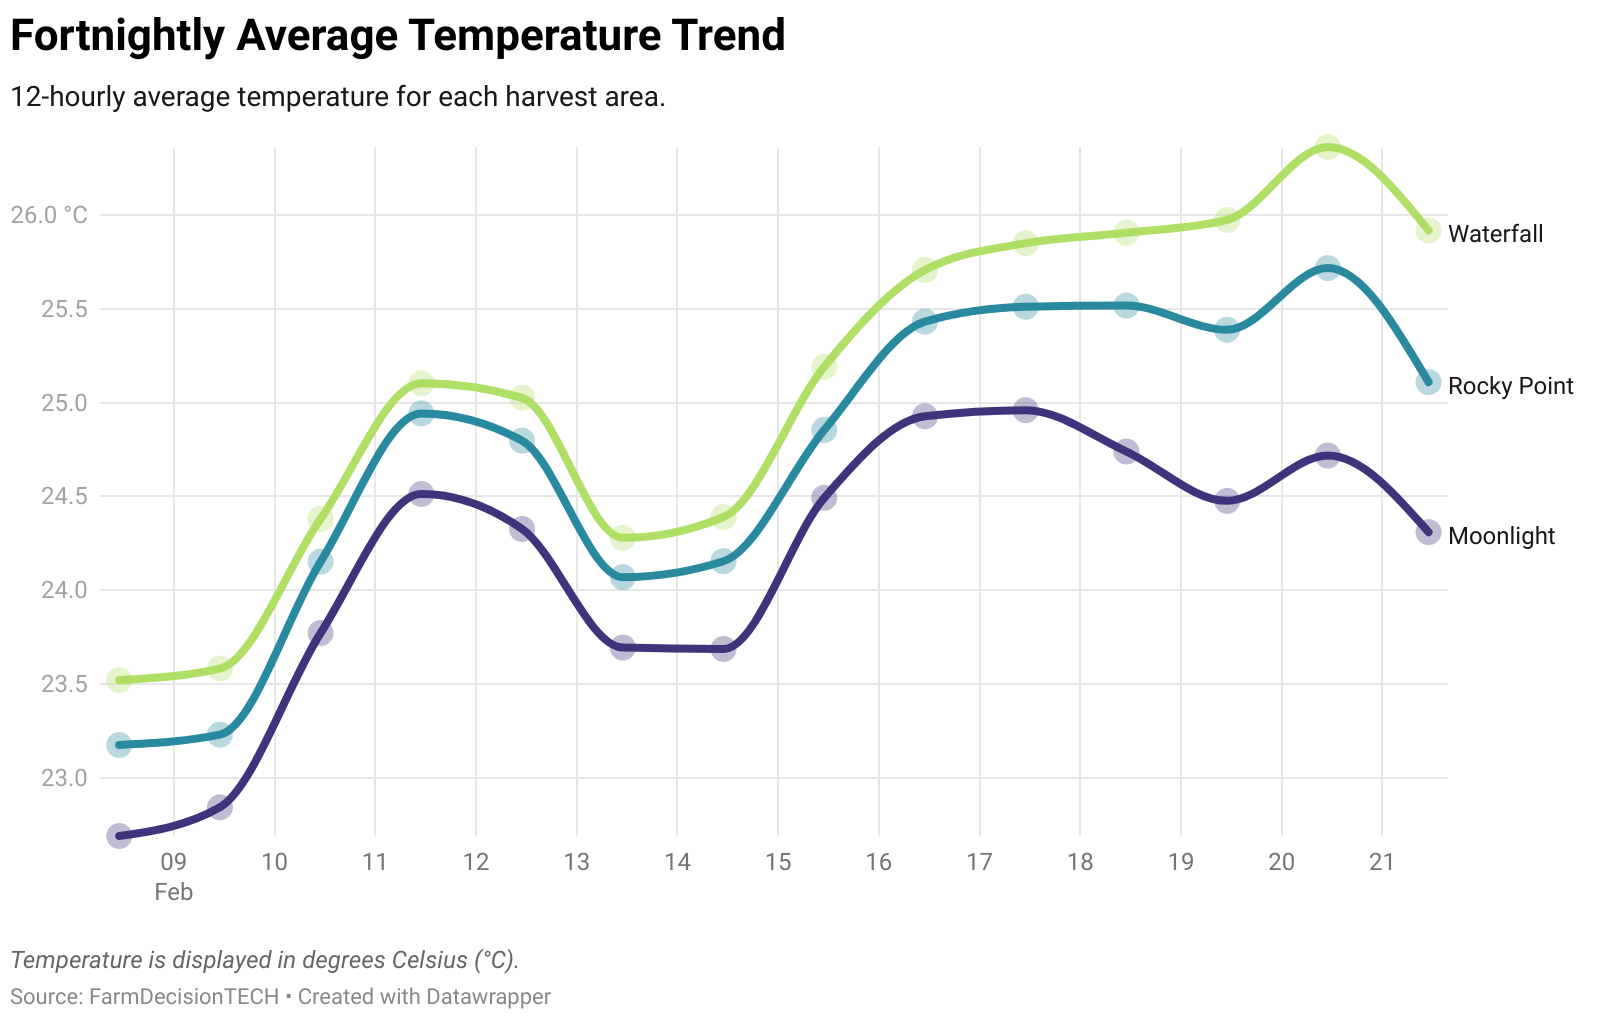 Fortnightly Average Temperature Trend
12-hourly average temperature for each harvest area.
26.0 °C
25.5
25.0
24.5
24.0
23.5
23.0
Waterfall
Rocky Point
Moonlight
09 10 11 12 13 14 15 16 17 18 19 20 21
Feb
Temperature is displayed in degrees Celsius (°C).
Source: FarmDecisionTECH • Created with Datawrapper